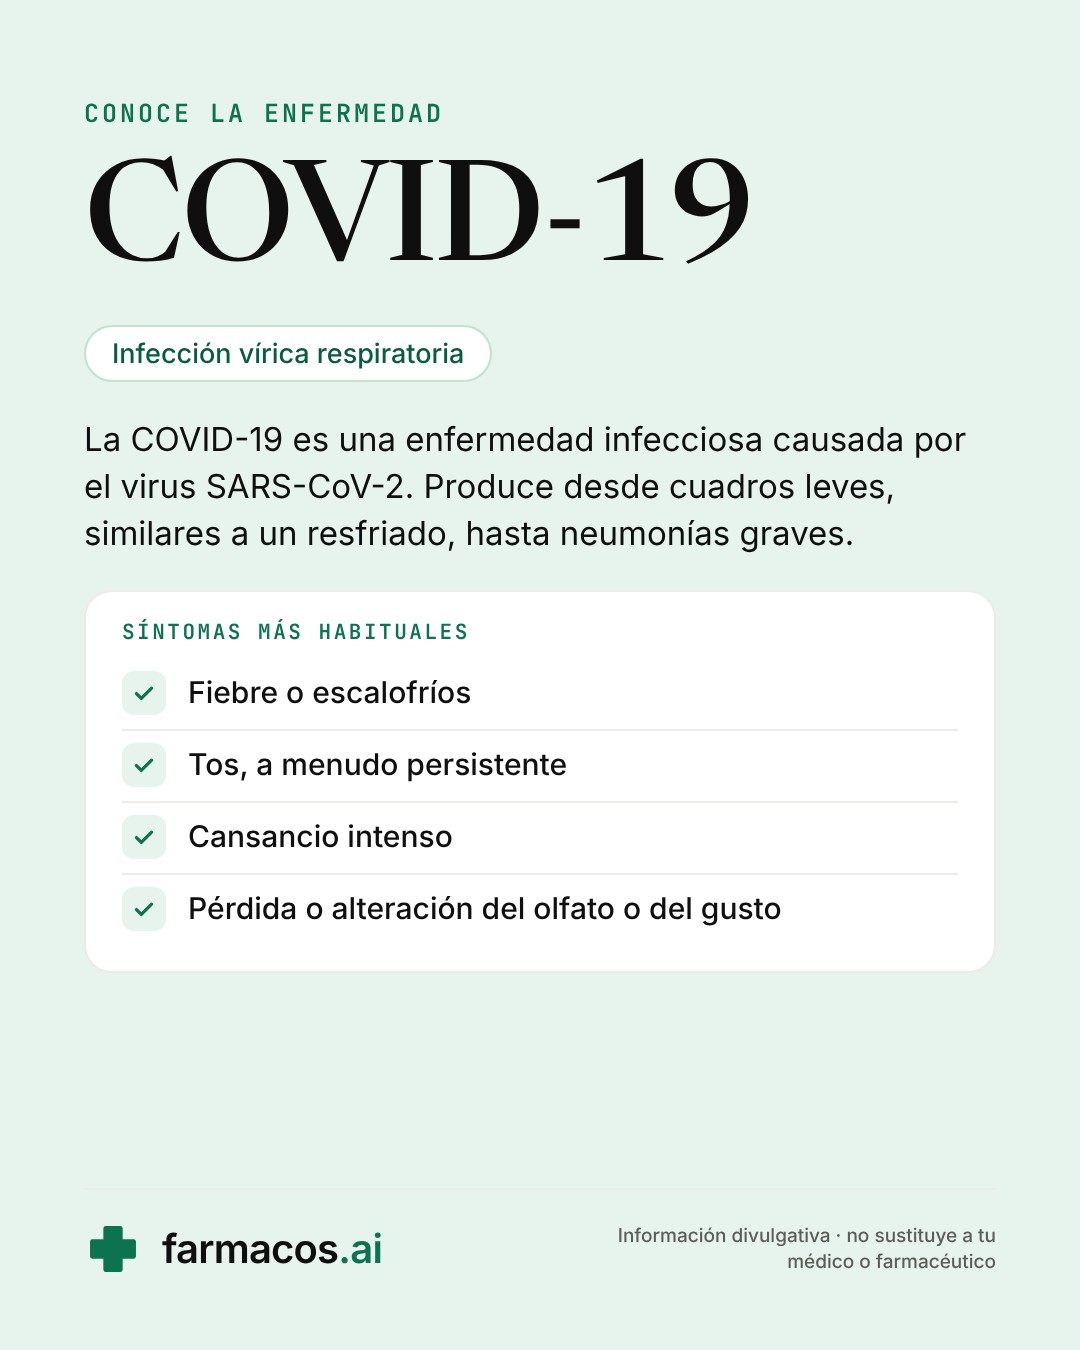 CONOCE LA ENFERMEDAD
COVID-19
Infección vírica respiratoria
La COVID-19 es una enfermedad infecciosa causada por
el virus SARS-CoV-2. Produce desde cuadros leves,
similares a un resfriado, hasta neumonías graves.
SÍNTOMAS MÁS HABITUALES
Fiebre o escalofríos
Tos, a menudo persistente
Cansancio intenso
Pérdida o alteración del olfato o del gusto
farmacos.ai
Información divulgativa · no sustituye a tu
médico o farmacéutico